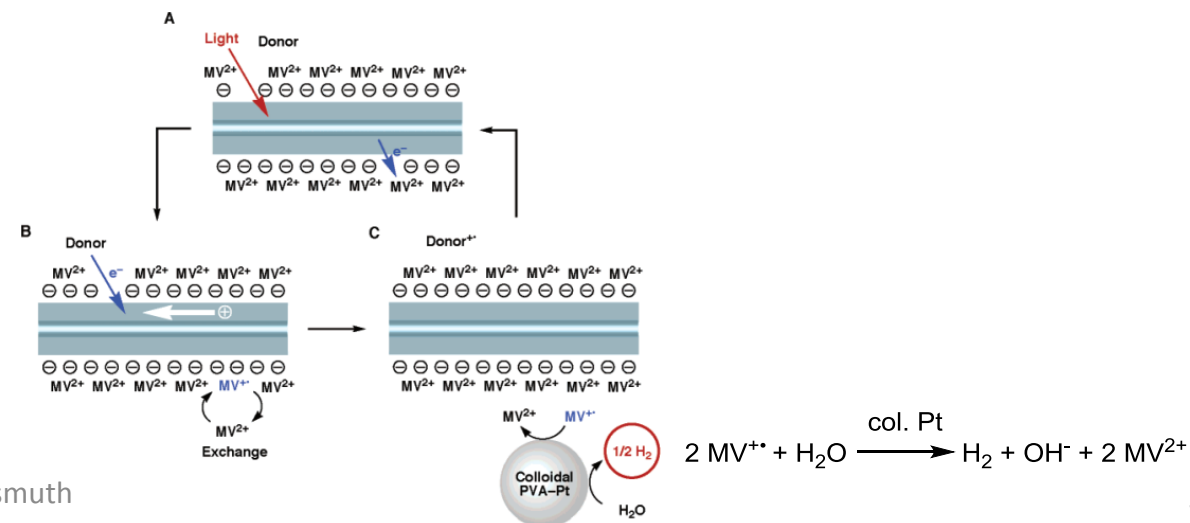 A
Light Donor
MV²⁺ MV²⁺ MV²⁺ MV²⁺ MV²⁺ MV²⁺
⊖ ⊖ ⊖ ⊖ ⊖ ⊖ ⊖ ⊖ ⊖ ⊖ ⊖
e⁻
⊖ ⊖ ⊖ ⊖ ⊖ ⊖ ⊖ ⊖ ⊖ ⊖ ⊖
MV²⁺ MV²⁺ MV²⁺ MV²⁺ MV²⁺ MV²⁺
B
Donor
e⁻
MV²⁺ MV²⁺ MV²⁺ MV²⁺ MV²⁺
⊖ ⊖ ⊖ ⊖ ⊖ ⊖ ⊖ ⊖ ⊖ ⊖ ⊖
⊕
⊖ ⊖ ⊖ ⊖ ⊖ ⊖ ⊖ ⊖ ⊖ ⊖ ⊖ ⊖
MV²⁺ MV²⁺ MV²⁺ MV²⁺ MV⁺• MV²⁺
MV²⁺
Exchange
C
Donor⁺•
MV²⁺ MV²⁺ MV²⁺ MV²⁺ MV²⁺ MV²⁺
⊖ ⊖ ⊖ ⊖ ⊖ ⊖ ⊖ ⊖ ⊖ ⊖ ⊖ ⊖
⊖ ⊖ ⊖ ⊖ ⊖ ⊖ ⊖ ⊖ ⊖ ⊖ ⊖ ⊖
MV²⁺ MV²⁺ MV²⁺ MV²⁺ MV²⁺ MV²⁺
MV²⁺ MV⁺•
1/2 H₂
Colloidal
PVA–Pt
H₂O
col. Pt
2 MV⁺• + H₂O → H₂ + OH⁻ + 2 MV²⁺
smuth